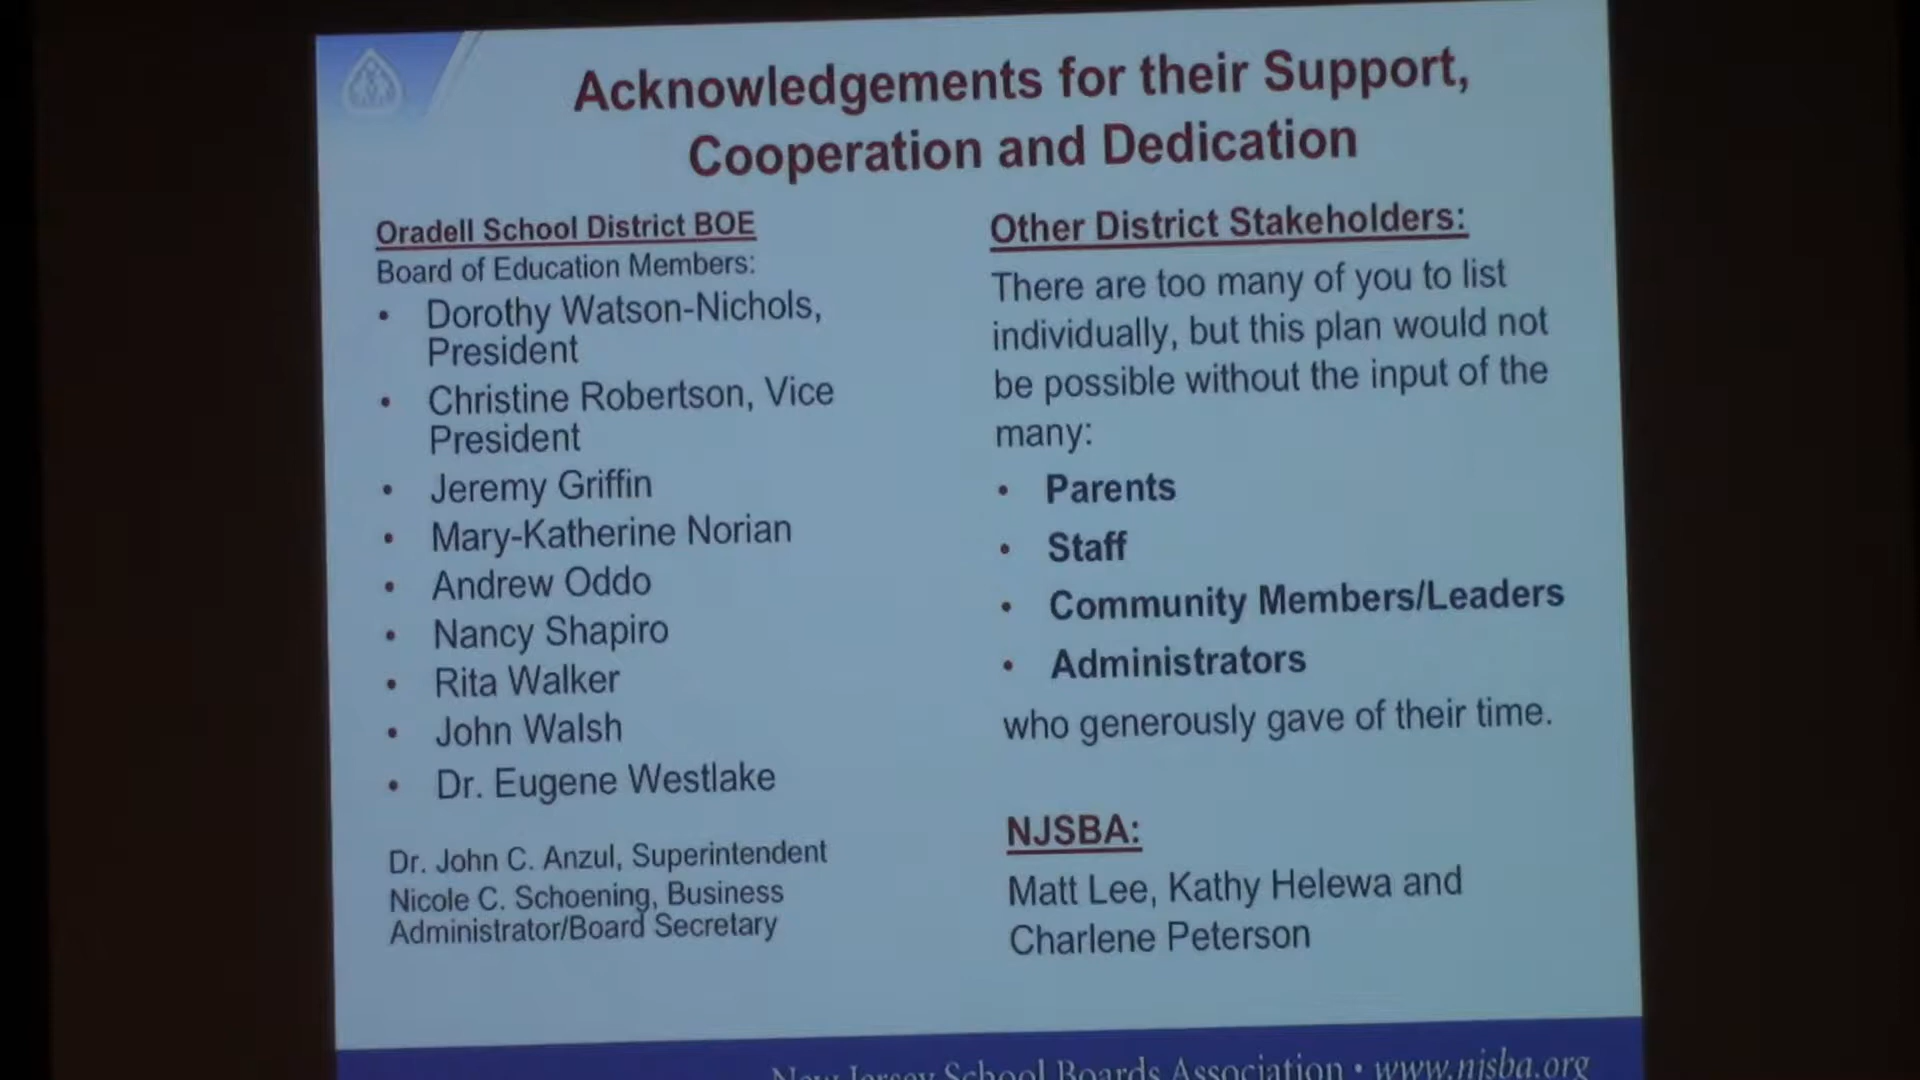 Acknowledgements for their Support,
Cooperation and Dedication
Oradell School District BOE
Board of Education Members:
• Dorothy Watson-Nichols,
President
• Christine Robertson, Vice
President
• Jeremy Griffin
• Mary-Katherine Norian
• Andrew Oddo
• Nancy Shapiro
• Rita Walker
• John Walsh
• Dr. Eugene Westlake
Dr. John C. Anzul, Superintendent
Nicole C. Schoening, Business
Administrator/Board Secretary
Other District Stakeholders:
There are too many of you to list
individually, but this plan would not
be possible without the input of the
many:
• Parents
• Staff
• Community Members/Leaders
• Administrators
who generously gave of their time.
NJSBA:
Matt Lee, Kathy Helewa and
Charlene Peterson
New Jersey School Boards Association • www.njsba.org